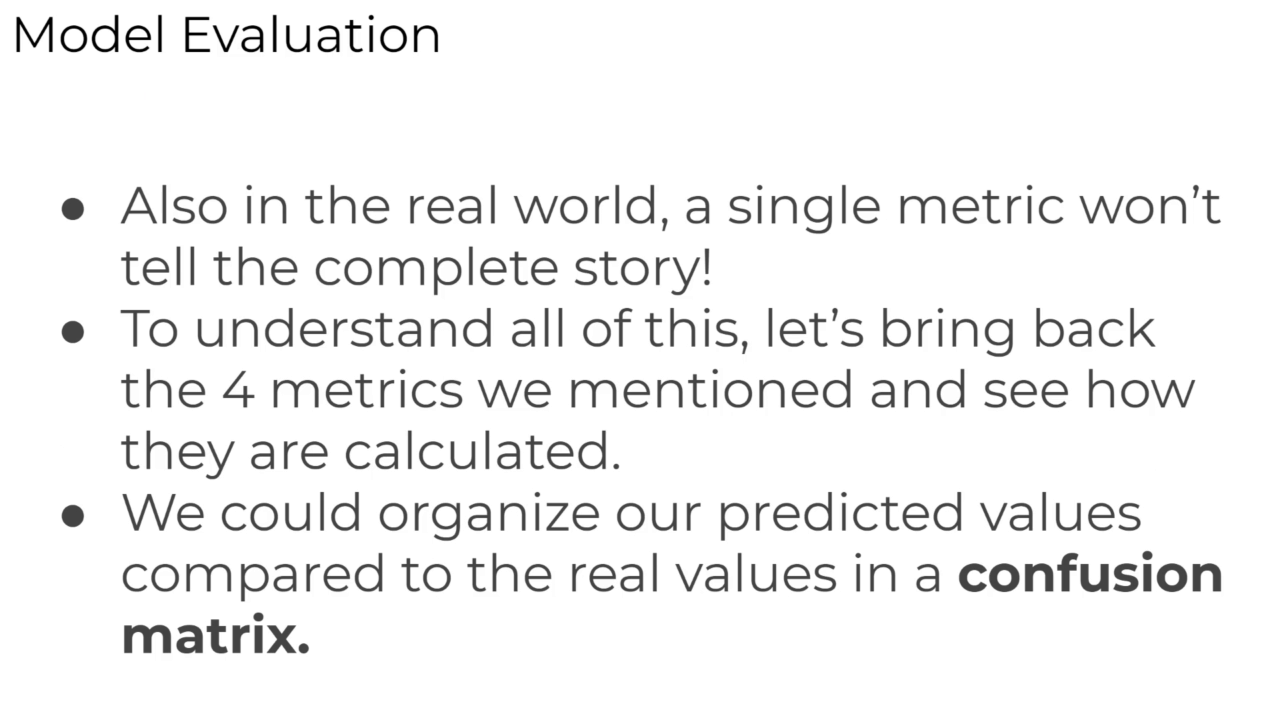 Model Evaluation
● Also in the real world, a single metric won’t
tell the complete story!
● To understand all of this, let’s bring back
the 4 metrics we mentioned and see how
they are calculated.
● We could organize our predicted values
compared to the real values in a confusion
matrix.